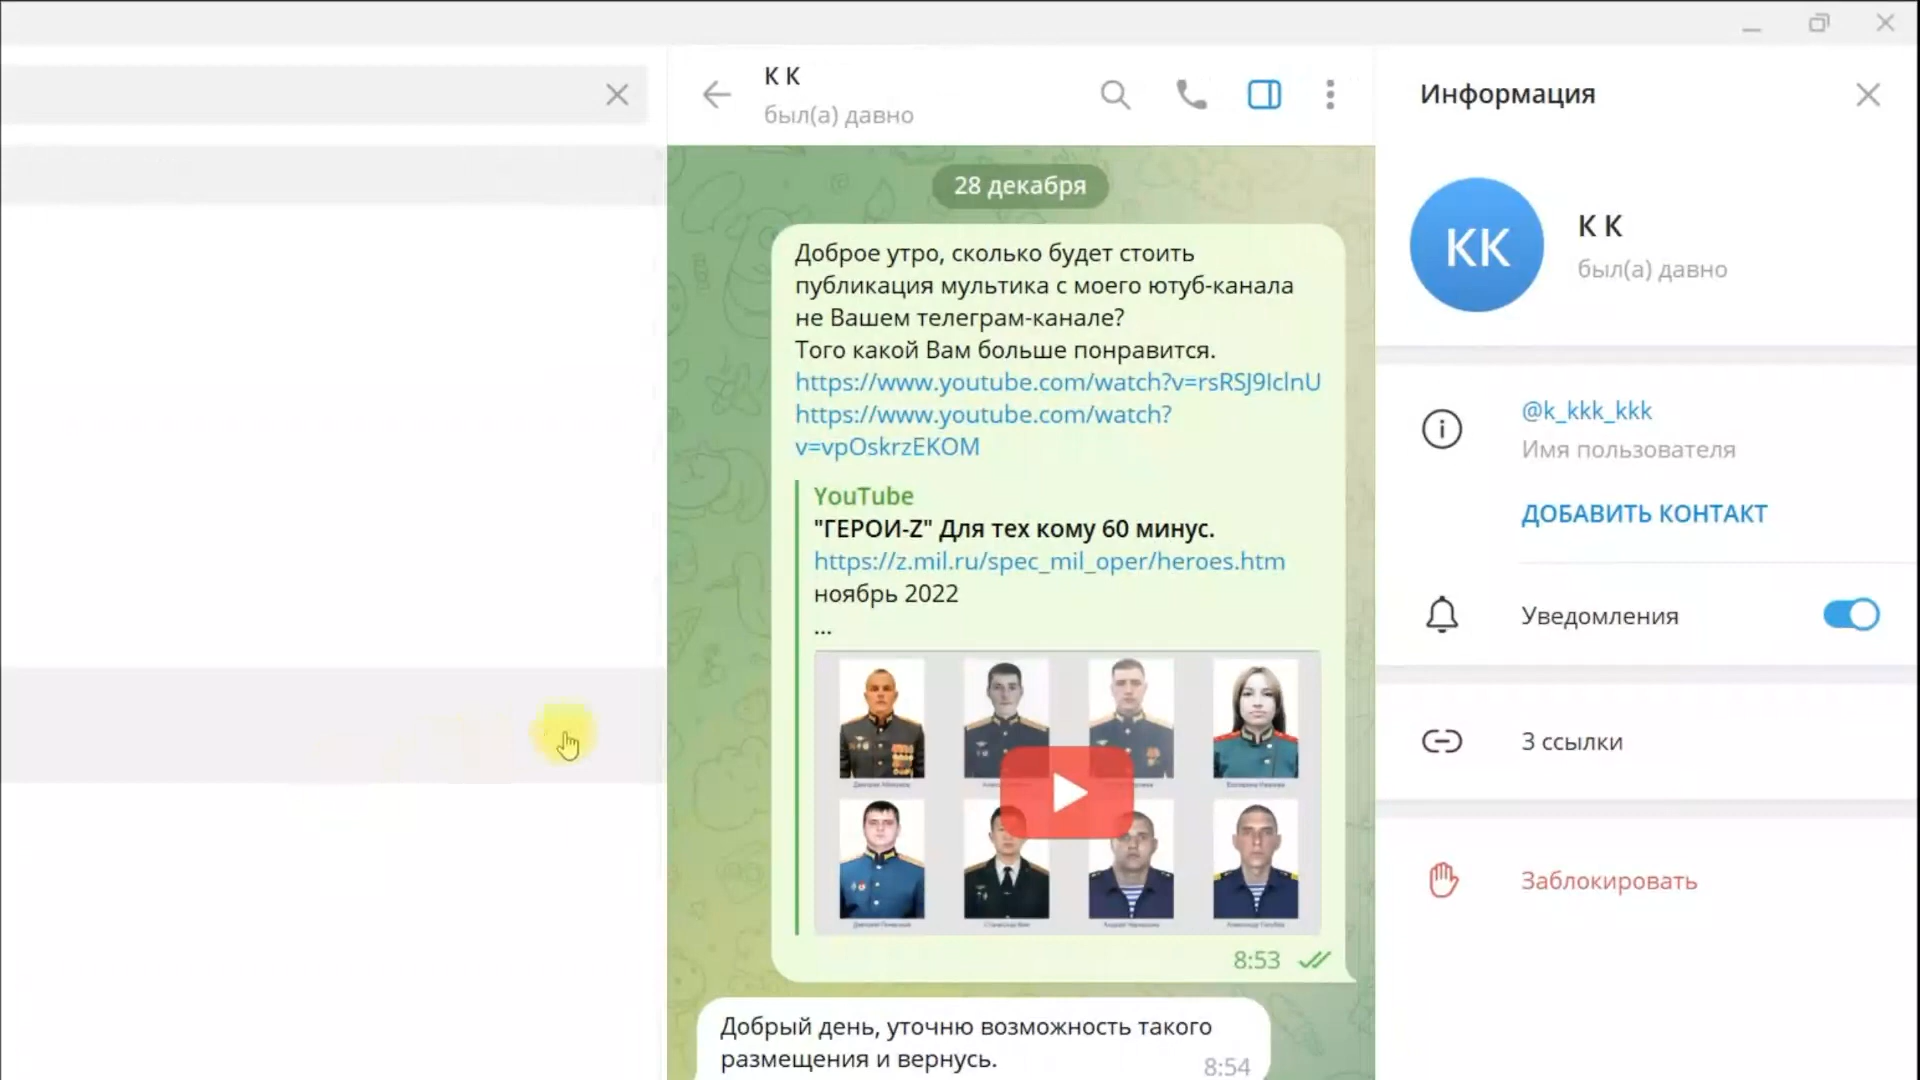 К К
был(а) давно
28 декабря
Доброе утро, сколько будет стоить
публикация мультика с моего ютуб-канала
не Вашем телеграм-канале?
Того какой Вам больше понравится.
https://www.youtube.com/watch?v=rsRSJ9IclnU
https://www.youtube.com/watch?
v=vpOskrzEKOM
YouTube
"ГЕРОИ-Z" Для тех кому 60 минус.
https://z.mil.ru/spec_mil_oper/heroes.htm
ноябрь 2022
...
8:53
Добрый день, уточню возможность такого
размещения и вернусь.
8:54
Информация
КК
К К
был(а) давно
@k_kkk_kkk
Имя пользователя
ДОБАВИТЬ КОНТАКТ
Уведомления
3 ссылки
Заблокировать